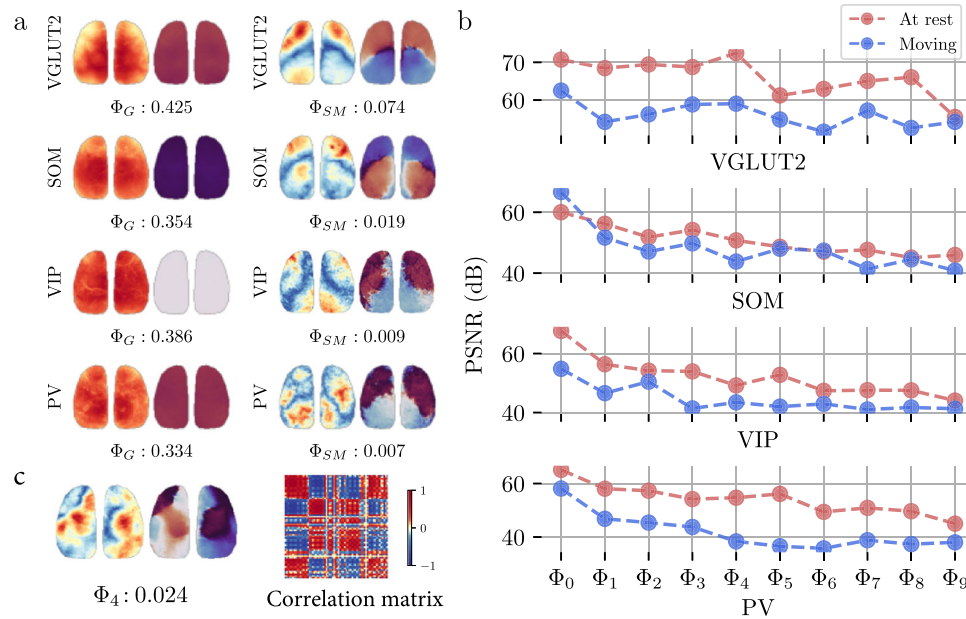 a
VGLUT2
VGLUT2
Φ_G : 0.425
Φ_SM : 0.074
SOM
SOM
Φ_G : 0.354
Φ_SM : 0.019
VIP
VIP
Φ_G : 0.386
Φ_SM : 0.009
PV
PV
Φ_G : 0.334
Φ_SM : 0.007
c
1
0
−1
Φ_4 : 0.024
Correlation matrix
b
At rest
Moving
PSNR (dB)
70
60
VGLUT2
60
40
SOM
60
40
VIP
60
40
Φ_0 Φ_1 Φ_2 Φ_3 Φ_4 Φ_5 Φ_6 Φ_7 Φ_8 Φ_9
PV